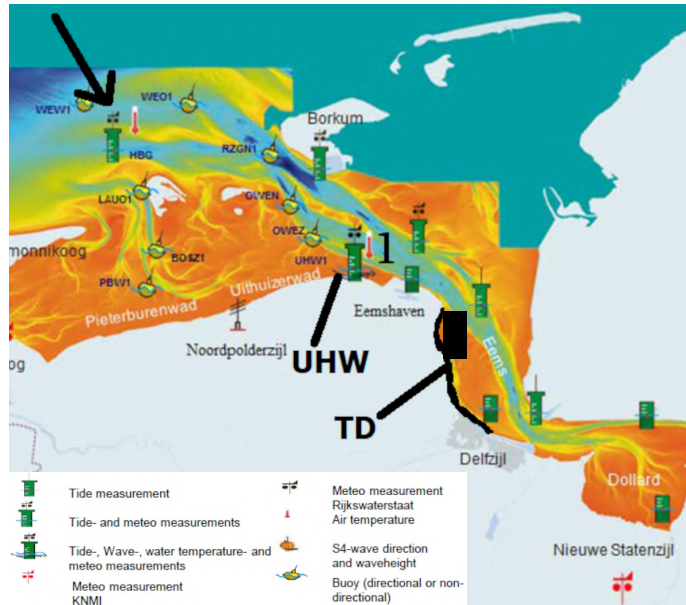 WEW1
WEO1
Borkum
HBG
RZGN1
LAUO1
OWEN
monnikoog
OWEZ
1
BOSZ1
UHW1
PBW1
Uithuizerwad
Pieterburenwad
Eemshaven
Noordpolderzijl
Eems
og
UHW
TD
Delfzijl
Dollard
Nieuwe Statenzijl
Tide measurement
Tide- and meteo measurements
Tide-, Wave-, water temperature- and
meteo measurements
Meteo measurement
KNMI
Meteo measurement
Rijkswaterstaat
Air temperature
S4-wave direction
and waveheight
Buoy (directional or non-
directional)